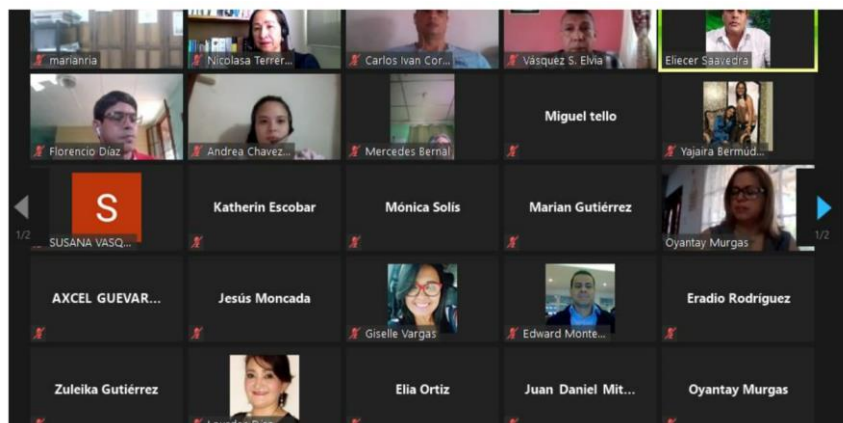 marianria
Nicolasa Terrer...
Carlos Ivan Cor...
Vásquez S. Elvia
Eliecer Saavedra
Florencio Díaz
Andrea Chavez...
Mercedes Bernal
Miguel tello
Yajaira Bermúd...
1/2
S
SUSANA VASQ...
Katherin Escobar
Mónica Solís
Marian Gutiérrez
Oyantay Murgas
1/2
AXCEL GUEVAR...
Jesús Moncada
Giselle Vargas
Edward Monte...
Eradio Rodríguez
Zuleika Gutiérrez
Elia Ortiz
Juan Daniel Mit...
Oyantay Murgas